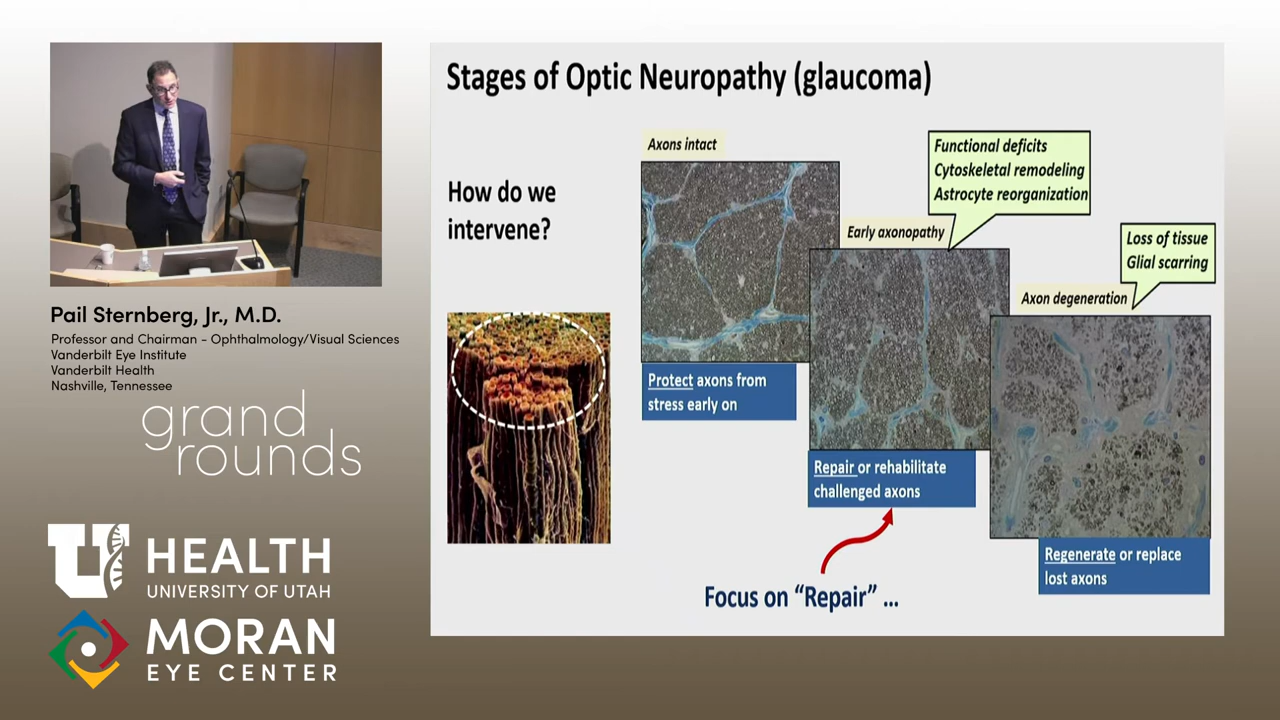 Pail Sternberg, Jr., M.D.
Professor and Chairman - Ophthalmology/Visual Sciences
Vanderbilt Eye Institute
Vanderbilt Health
Nashville, Tennessee
grand
rounds
U HEALTH
UNIVERSITY OF UTAH
MORAN
EYE CENTER
Stages of Optic Neuropathy (glaucoma)
How do we
intervene?
Axons intact
Protect axons from
stress early on
Functional deficits
Cytoskeletal remodeling
Astrocyte reorganization
Early axonopathy
Repair or rehabilitate
challenged axons
Loss of tissue
Glial scarring
Axon degeneration
Regenerate or replace
lost axons
Focus on “Repair” ...